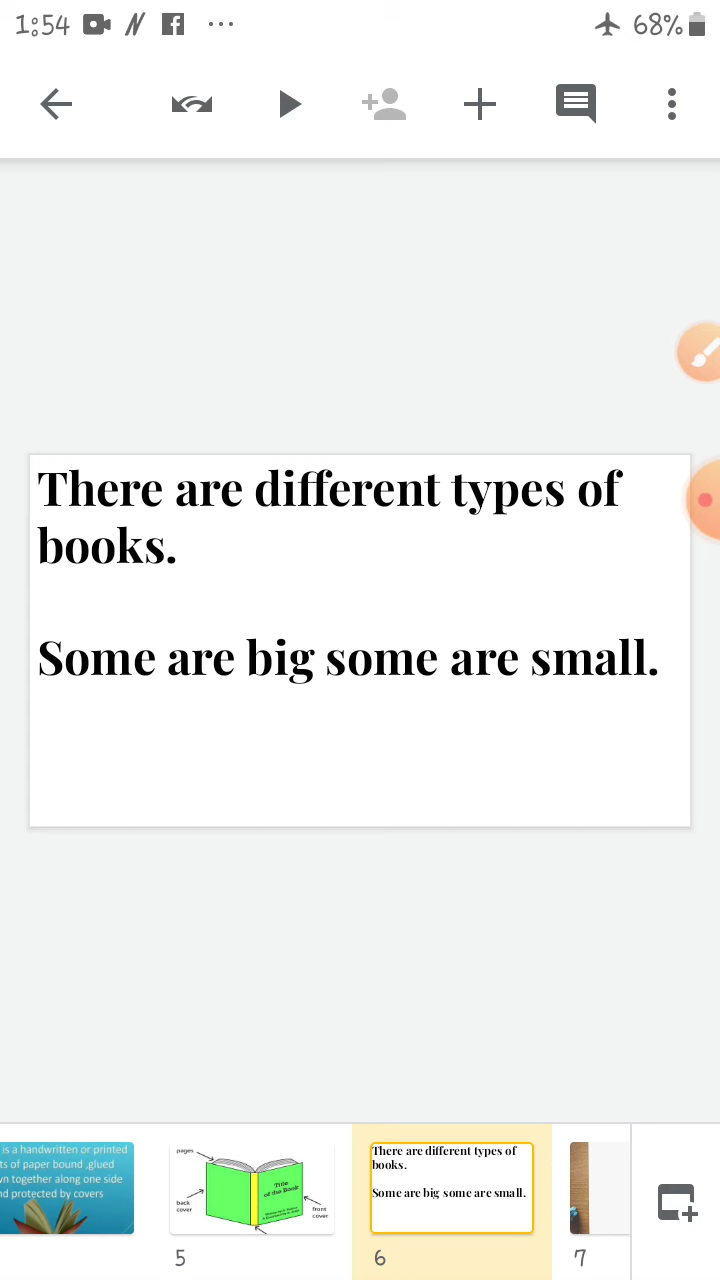 1:54
68%
There are different types of
books.
Some are big some are small.
is a handwritten or printed
ts of paper bound ,glued
n together along one side
nd protected by covers
pages
Title
of the Book
back
cover
front
cover
5
There are different types of
books.
Some are big some are small.
6
7